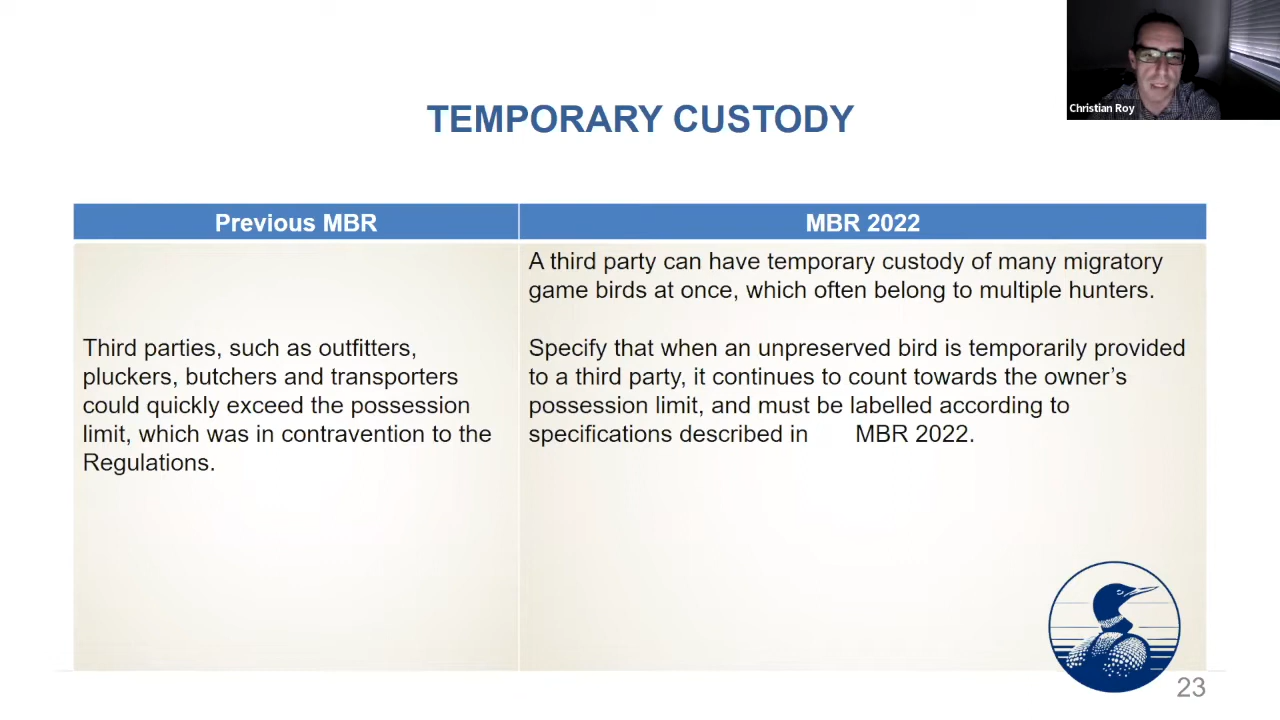 Christian Roy
TEMPORARY CUSTODY
Previous MBR
MBR 2022
Third parties, such as outfitters,
pluckers, butchers and transporters
could quickly exceed the possession
limit, which was in contravention to the
Regulations.
A third party can have temporary custody of many migratory
game birds at once, which often belong to multiple hunters.
Specify that when an unpreserved bird is temporarily provided
to a third party, it continues to count towards the owner’s
possession limit, and must be labelled according to
specifications described in MBR 2022.
23